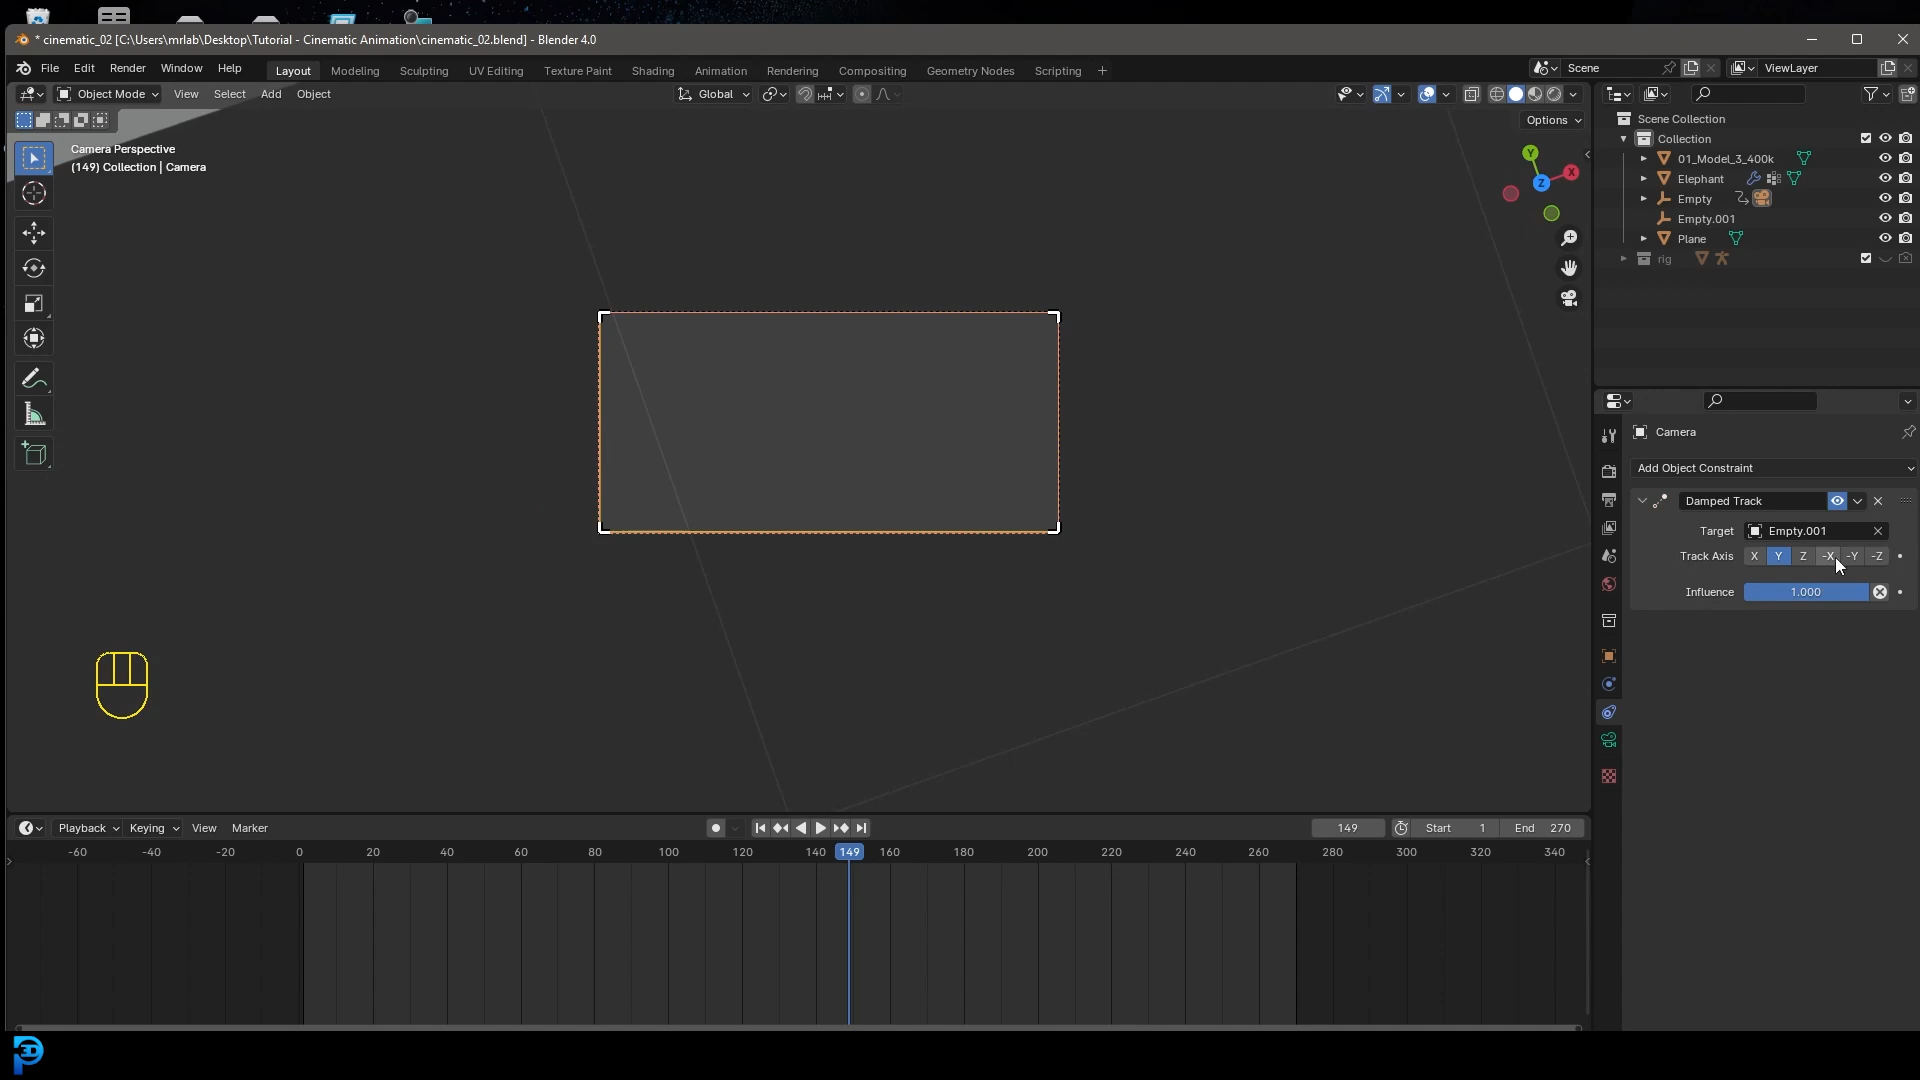 * cinematic_02 [C:\Users\mrlab\Desktop\Tutorial - Cinematic Animation\cinematic_02.blend] - Blender 4.0
File Edit Render Window Help Layout Modeling Sculpting UV Editing Texture Paint Shading Animation Rendering Compositing Geometry Nodes Scripting + Scene ViewLayer
Object Mode View Select Add Object Global
Options
Camera Perspective
(149) Collection | Camera
Y X Z
Scene Collection
Collection
01_Model_3_400k
Elephant
Empty
Empty.001
Plane
rig
Camera
Add Object Constraint
Damped Track
Target Empty.001
Track Axis X Y Z -X -Y -Z
Influence 1.000
Playback Keying View Marker 149 Start 1 End 270
-60 -40 -20 0 20 40 60 80 100 120 140 149 160 180 200 220 240 260 280 300 320 340
3D